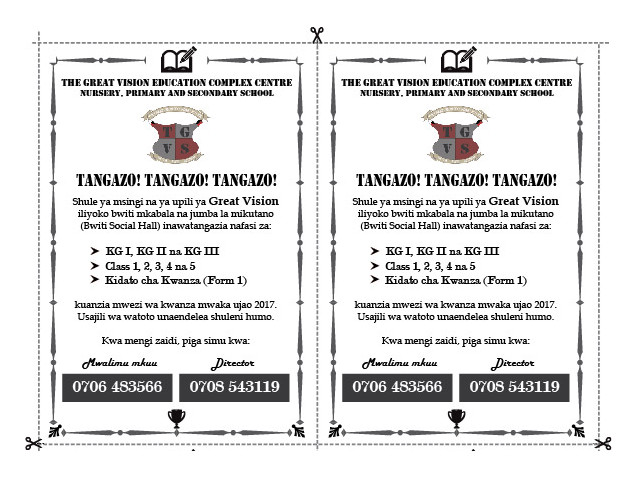 THE GREAT VISION EDUCATION COMPLEX CENTRE
NURSERY, PRIMARY AND SECONDARY SCHOOL
T G
V S
TANGAZO! TANGAZO! TANGAZO!
Shule ya msingi na ya upili ya Great Vision
iliyoko bwiti mkabala na jumba la mikutano
(Bwiti Social Hall) inawatangazia nafasi za:
KG I, KG II na KG III
Class 1, 2, 3, 4 na 5
Kidato cha Kwanza (Form 1)
kuanzia mwezi wa kwanza mwaka ujao 2017.
Usajili wa watoto unaendelea shuleni humo.
Kwa mengi zaidi, piga simu kwa:
Mwalimu mkuu Director
0706 483566 0708 543119
THE GREAT VISION EDUCATION COMPLEX CENTRE
NURSERY, PRIMARY AND SECONDARY SCHOOL
T G
V S
TANGAZO! TANGAZO! TANGAZO!
Shule ya msingi na ya upili ya Great Vision
iliyoko bwiti mkabala na jumba la mikutano
(Bwiti Social Hall) inawatangazia nafasi za:
KG I, KG II na KG III
Class 1, 2, 3, 4 na 5
Kidato cha Kwanza (Form 1)
kuanzia mwezi wa kwanza mwaka ujao 2017.
Usajili wa watoto unaendelea shuleni humo.
Kwa mengi zaidi, piga simu kwa:
Mwalimu mkuu Director
0706 483566 0708 543119